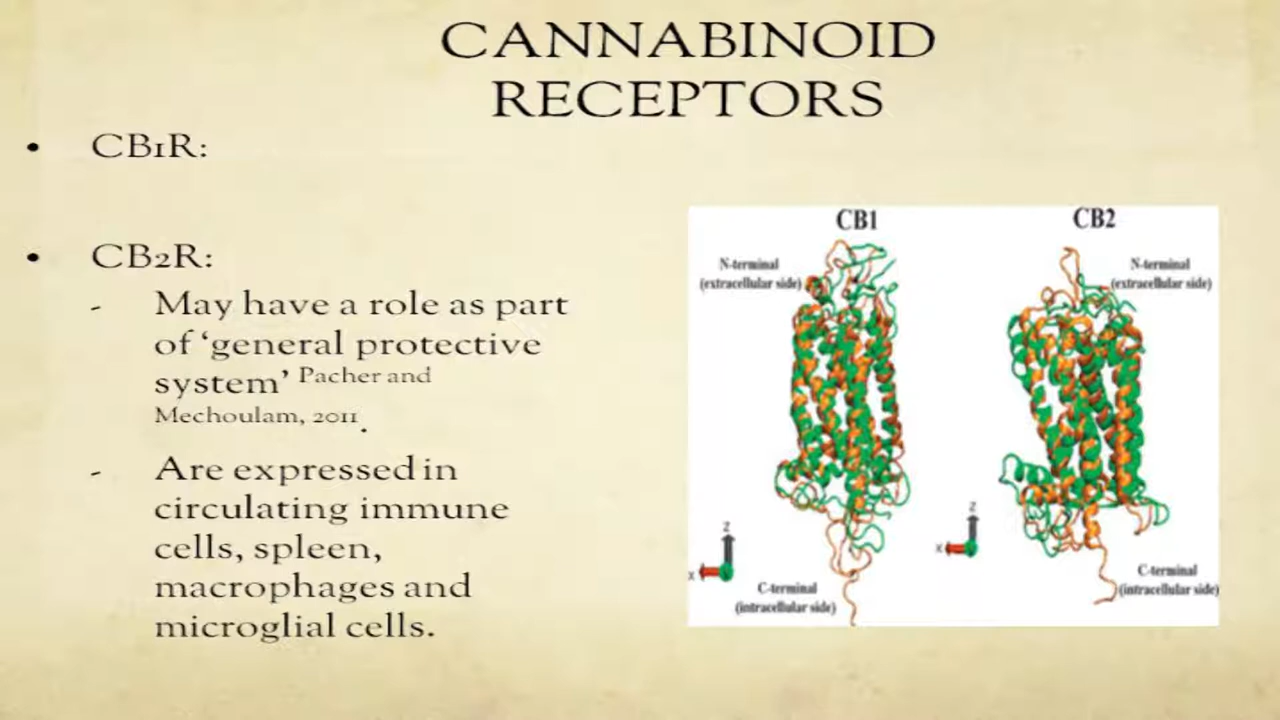 CANNABINOID
RECEPTORS
• CB1R:
• CB2R:
- May have a role as part
of ‘general protective
system’ Pacher and
Mechoulam, 2011.
- Are expressed in
circulating immune
cells, spleen,
macrophages and
microglial cells.
CB1
N-terminal
(extracellular side)
z
x
C-terminal
(intracellular side)
CB2
N-terminal
(extracellular side)
z
x
C-terminal
(intracellular side)